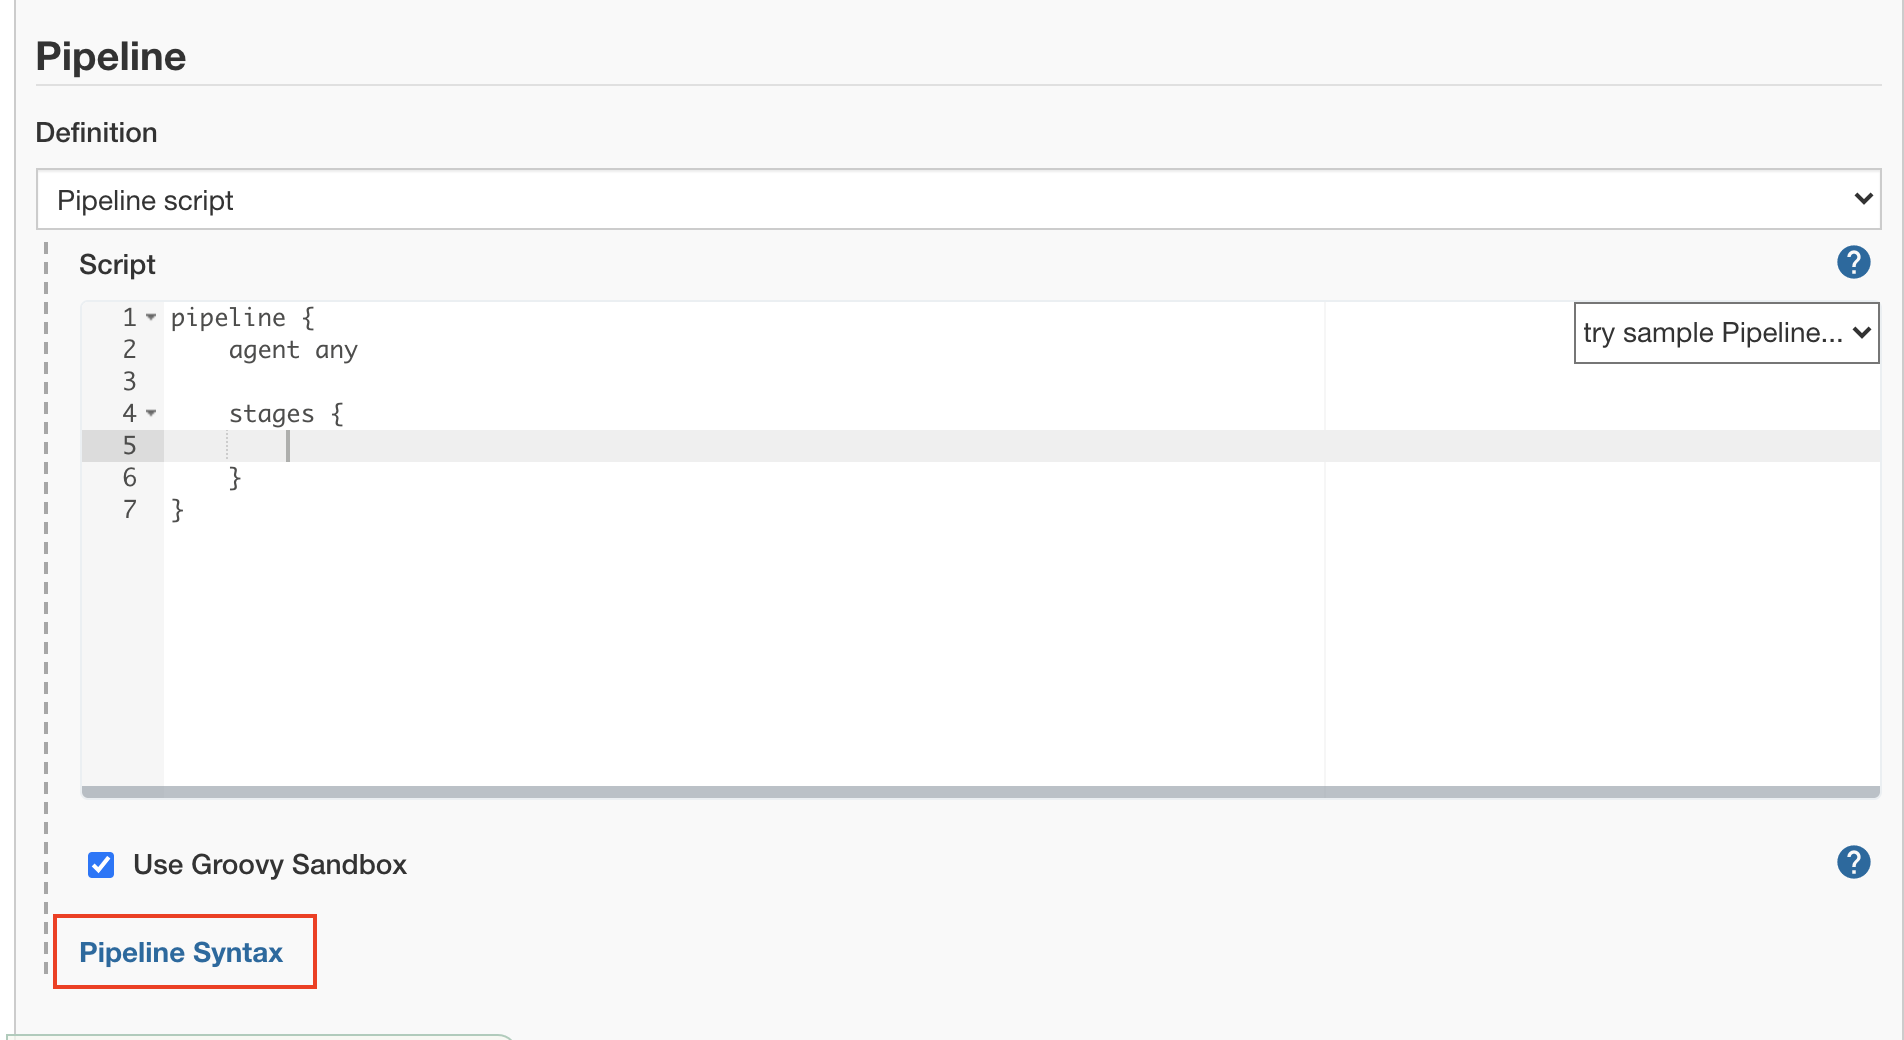 Pipeline
Definition
Pipeline script
Script
?
1 pipeline {
try sample Pipeline...
2     agent any
3
4     stages {
5
6     }
7 }
Use Groovy Sandbox
?
Pipeline Syntax